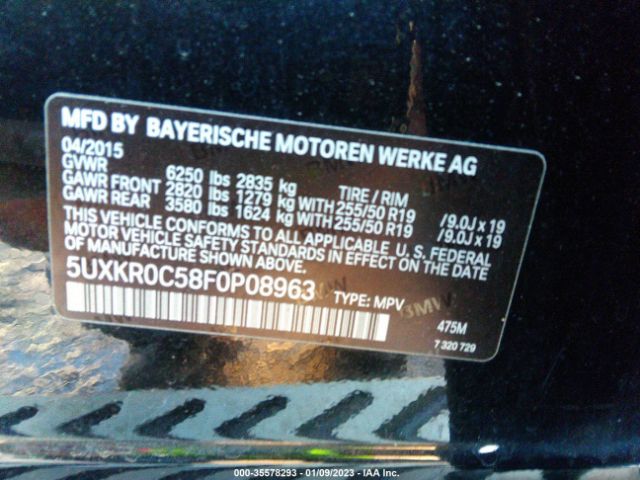 MFD BY BAYERISCHE MOTOREN WERKE AG
04/2015
GVWR 6250 lbs 2835 kg TIRE / RIM
GAWR FRONT 2820 lbs 1279 kg WITH 255/50 R19 /9.0J x 19
GAWR REAR 3580 lbs 1624 kg WITH 255/50 R19 /9.0J x 19
THIS VEHICLE CONFORMS TO ALL APPLICABLE U.S. FEDERAL
MOTOR VEHICLE SAFETY STANDARDS IN EFFECT ON THE DATE
OF MANUFACTURE SHOWN ABOVE.
5UXKR0C58F0P08963 TYPE: MPV
475M
7 320 729
000-35578293 - 01/09/2023 - IAA Inc.